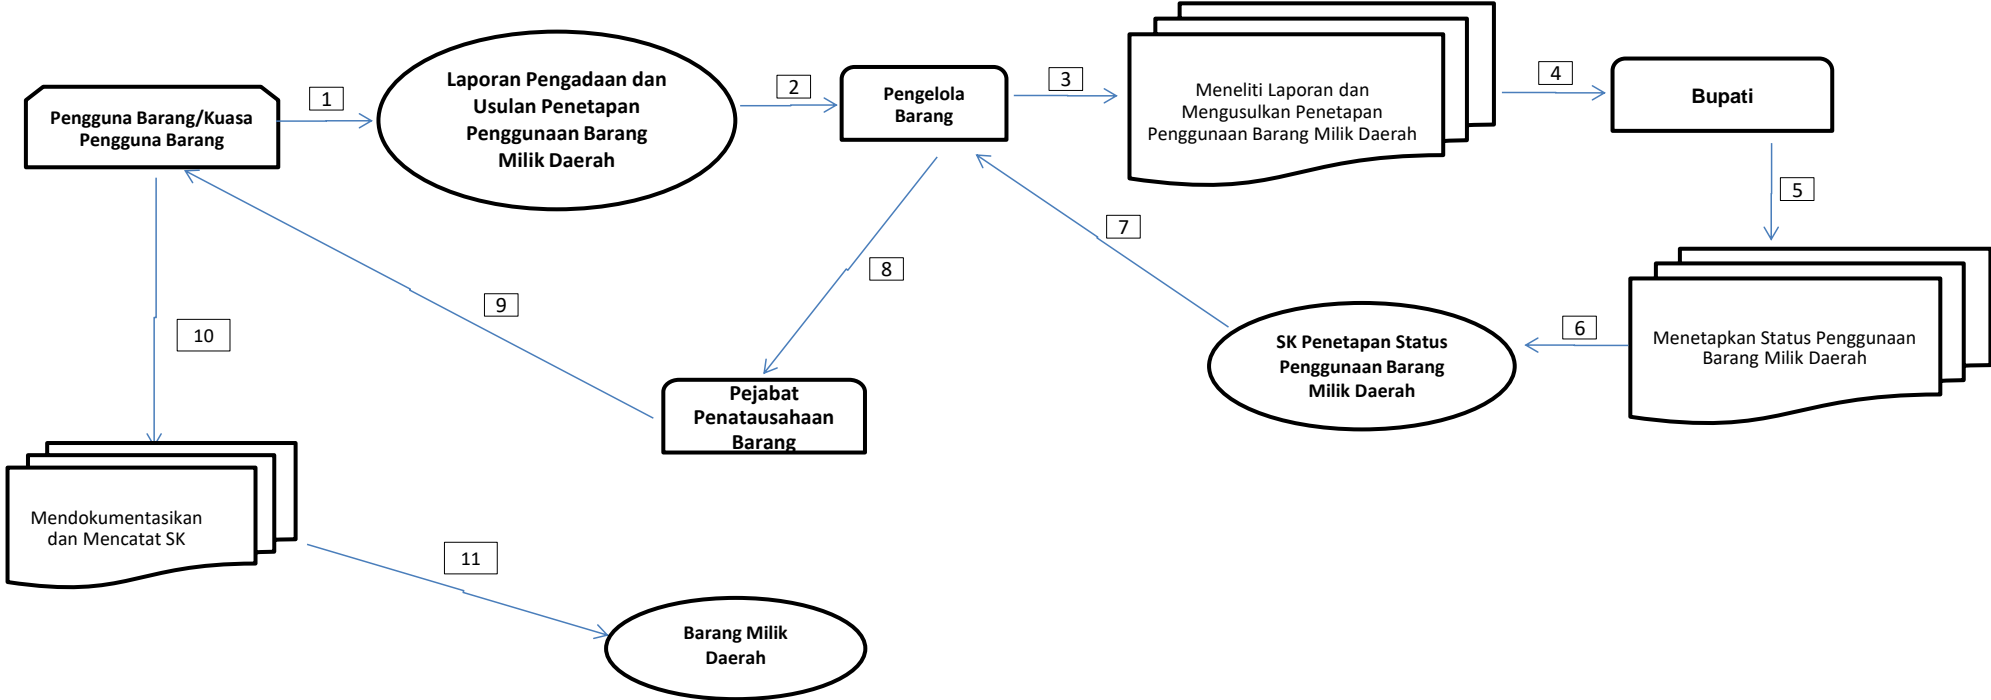 1
Pengguna Barang/Kuasa
Pengguna Barang
Laporan Pengadaan dan
Usulan Penetapan
Penggunaan Barang
Milik Daerah
2
Pengelola
Barang
3
Meneliti Laporan dan
Mengusulkan Penetapan
Penggunaan Barang Milik Daerah
4
Bupati
5
Menetapkan Status Penggunaan
Barang Milik Daerah
6
SK Penetapan Status
Penggunaan Barang
Milik Daerah
7
8
Pejabat
Penatausahaan
Barang
9
10
Mendokumentasikan
dan Mencatat SK
11
Barang Milik
Daerah